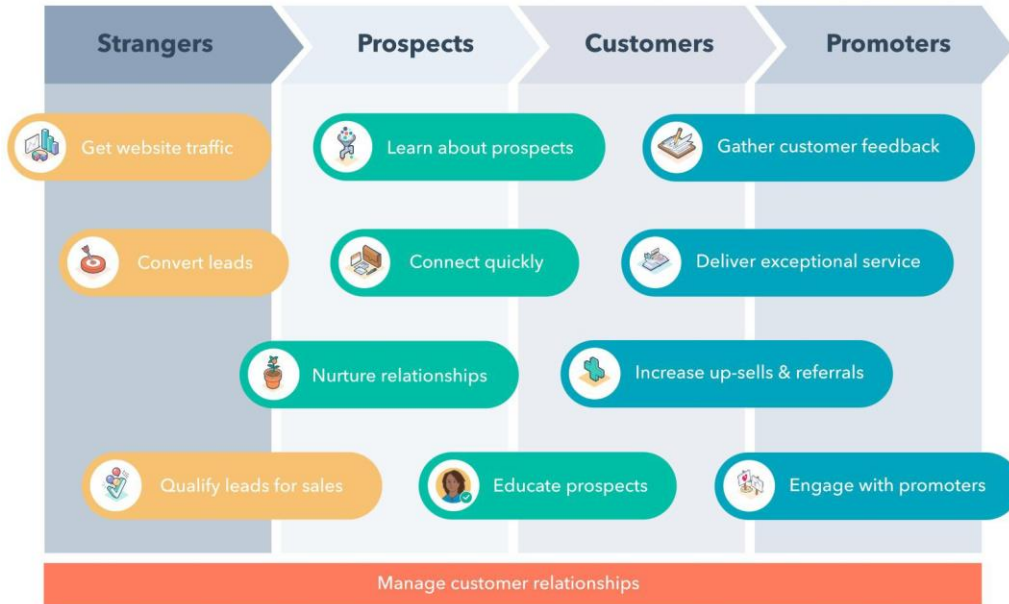 Strangers
Prospects
Customers
Promoters
Get website traffic
Learn about prospects
Gather customer feedback
Convert leads
Connect quickly
Deliver exceptional service
Nurture relationships
Increase up-sells & referrals
Qualify leads for sales
Educate prospects
Engage with promoters
Manage customer relationships